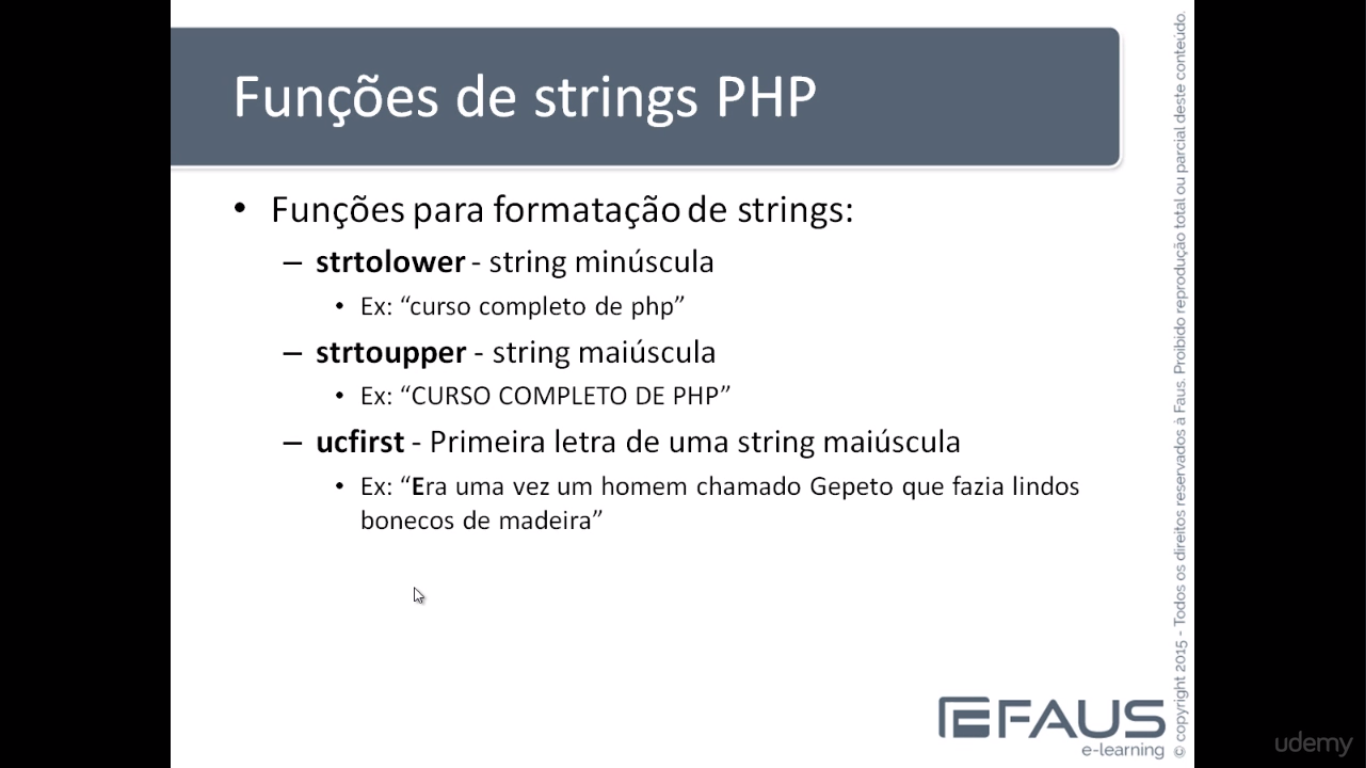 Funções de strings PHP
• Funções para formatação de strings:
– strtolower - string minúscula
• Ex: “curso completo de php”
– strtoupper - string maiúscula
• Ex: “CURSO COMPLETO DE PHP”
– ucfirst - Primeira letra de uma string maiúscula
• Ex: “Era uma vez um homem chamado Gepeto que fazia lindos
bonecos de madeira”
FAUS
e-learning
© copyright 2015 - Todos os direitos reservados à Faus. Proibido reprodução total ou parcial deste conteúdo.
udemy